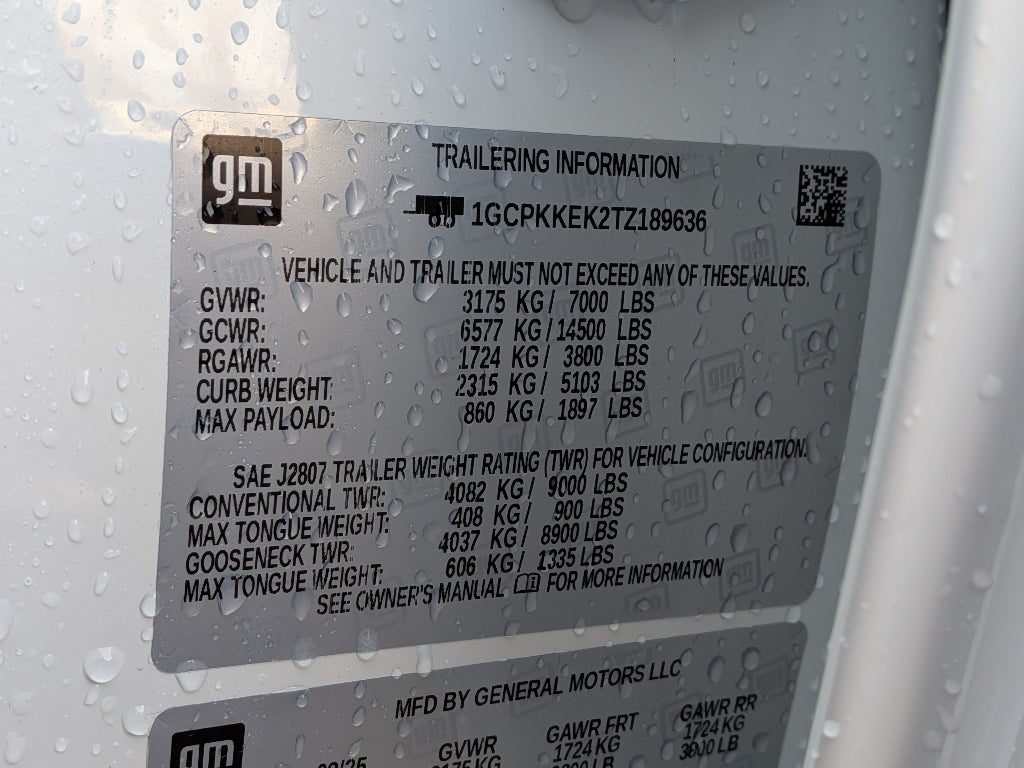 gm
TRAILERING INFORMATION
1GCPKKEK2TZ189636
VEHICLE AND TRAILER MUST NOT EXCEED ANY OF THESE VALUES.
GVWR: 3175 KG / 7000 LBS
GCWR: 6577 KG / 14500 LBS
RGAWR: 1724 KG / 3800 LBS
CURB WEIGHT: 2315 KG / 5103 LBS
MAX PAYLOAD: 860 KG / 1897 LBS
SAE J2807 TRAILER WEIGHT RATING (TWR) FOR VEHICLE CONFIGURATION.
CONVENTIONAL TWR: 4082 KG / 9000 LBS
MAX TONGUE WEIGHT: 408 KG / 900 LBS
GOOSENECK TWR: 4037 KG / 8900 LBS
MAX TONGUE WEIGHT: 606 KG / 1335 LBS
SEE OWNER'S MANUAL FOR MORE INFORMATION
MFD BY GENERAL MOTORS LLC
gm
GVWR GAWR FRT GAWR RR
3175 KG 1724 KG 1724 KG
LB 3800 LB